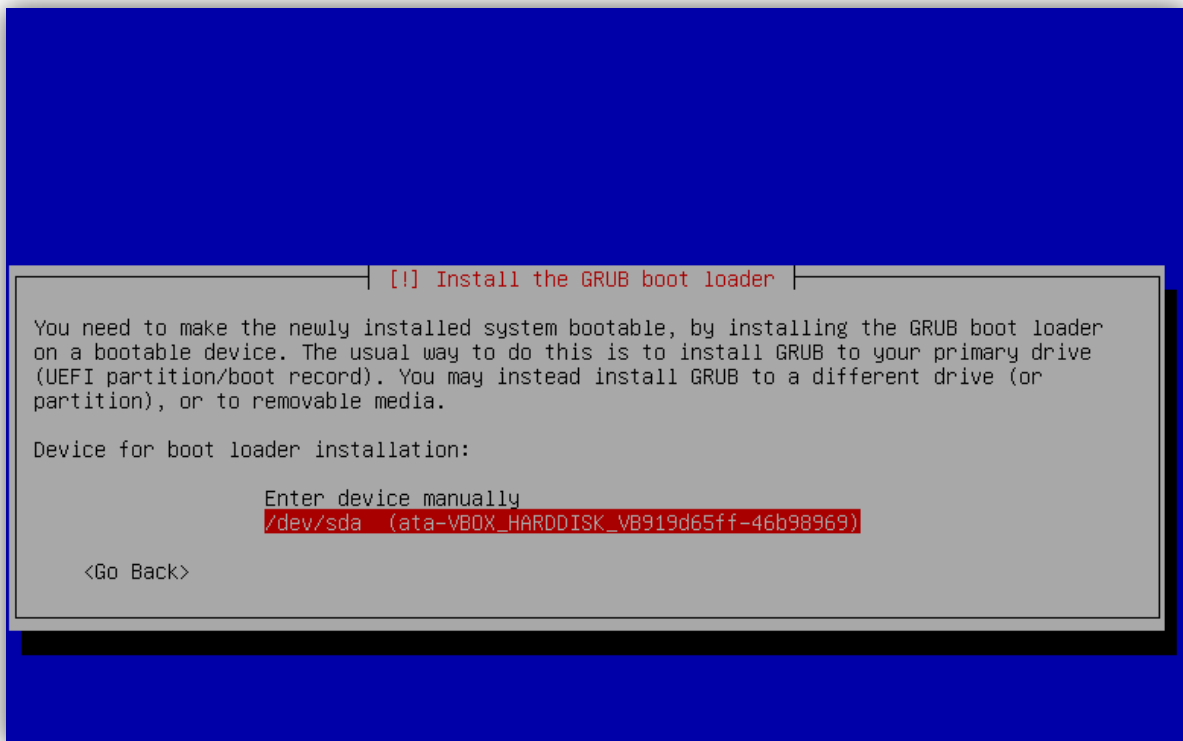 [!] Install the GRUB boot loader
You need to make the newly installed system bootable, by installing the GRUB boot loader
on a bootable device. The usual way to do this is to install GRUB to your primary drive
(UEFI partition/boot record). You may instead install GRUB to a different drive (or
partition), or to removable media.
Device for boot loader installation:
Enter device manually
/dev/sda  (ata-VBOX_HARDDISK_VB919d65ff-46b98969)
<Go Back>